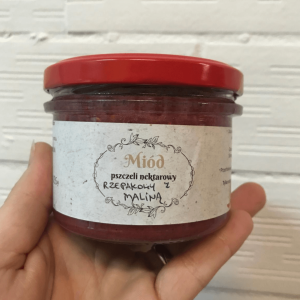 Miód
pszczeli nektarowy
RZEPAKOWY Z
MALINĄ